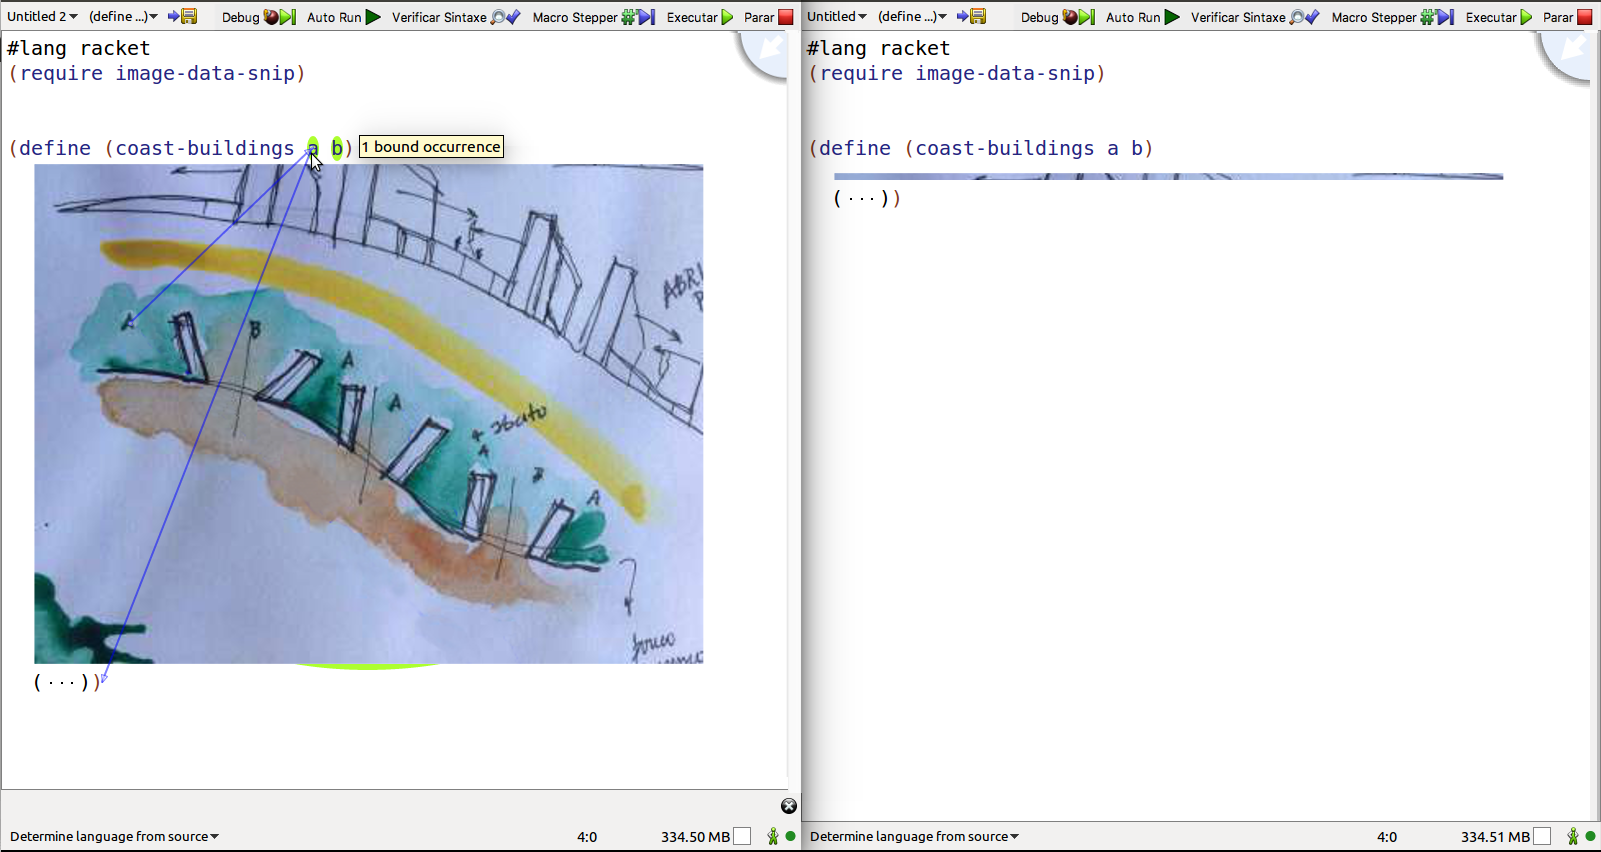 Untitled 2 (define ...) Debug Auto Run Verificar Sintaxe Macro Stepper Executar Parar
#lang racket
(require image-data-snip)
(define (coast-buildings a b) 1 bound occurrence
A
B
A
A
+ abato
A
B
A
(···))
Determine language from source 4:0 334.50 MB
Untitled (define ...) Debug Auto Run Verificar Sintaxe Macro Stepper Executar Parar
#lang racket
(require image-data-snip)
(define (coast-buildings a b)
(···))
Determine language from source 4:0 334.51 MB